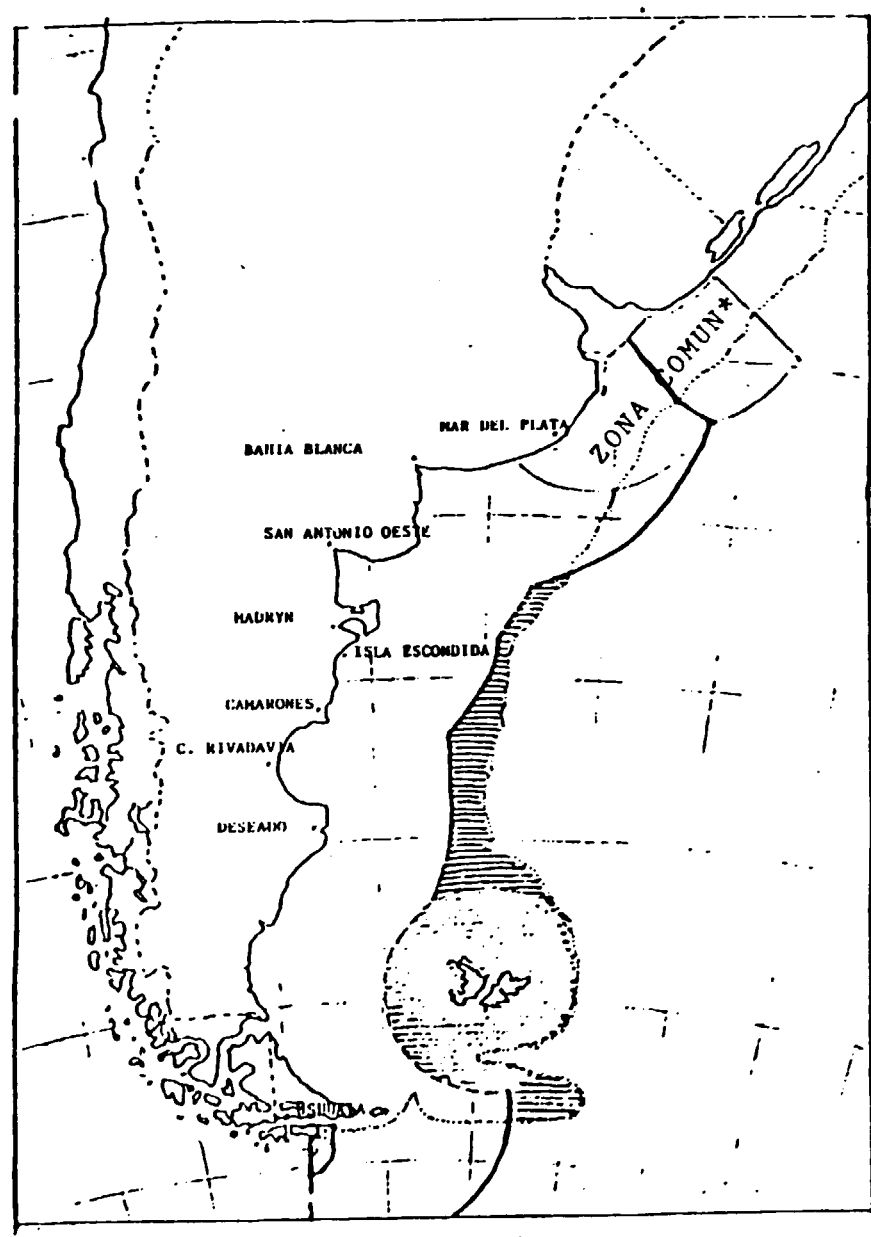 ZONA COMUN*
MAR DEL PLATA
BAHIA BLANCA
SAN ANTONIO OESTE
MADRYN
ISLA ESCONDIDA
CAMARONES
C. RIVADAVIA
DESEADO
USHUAIA